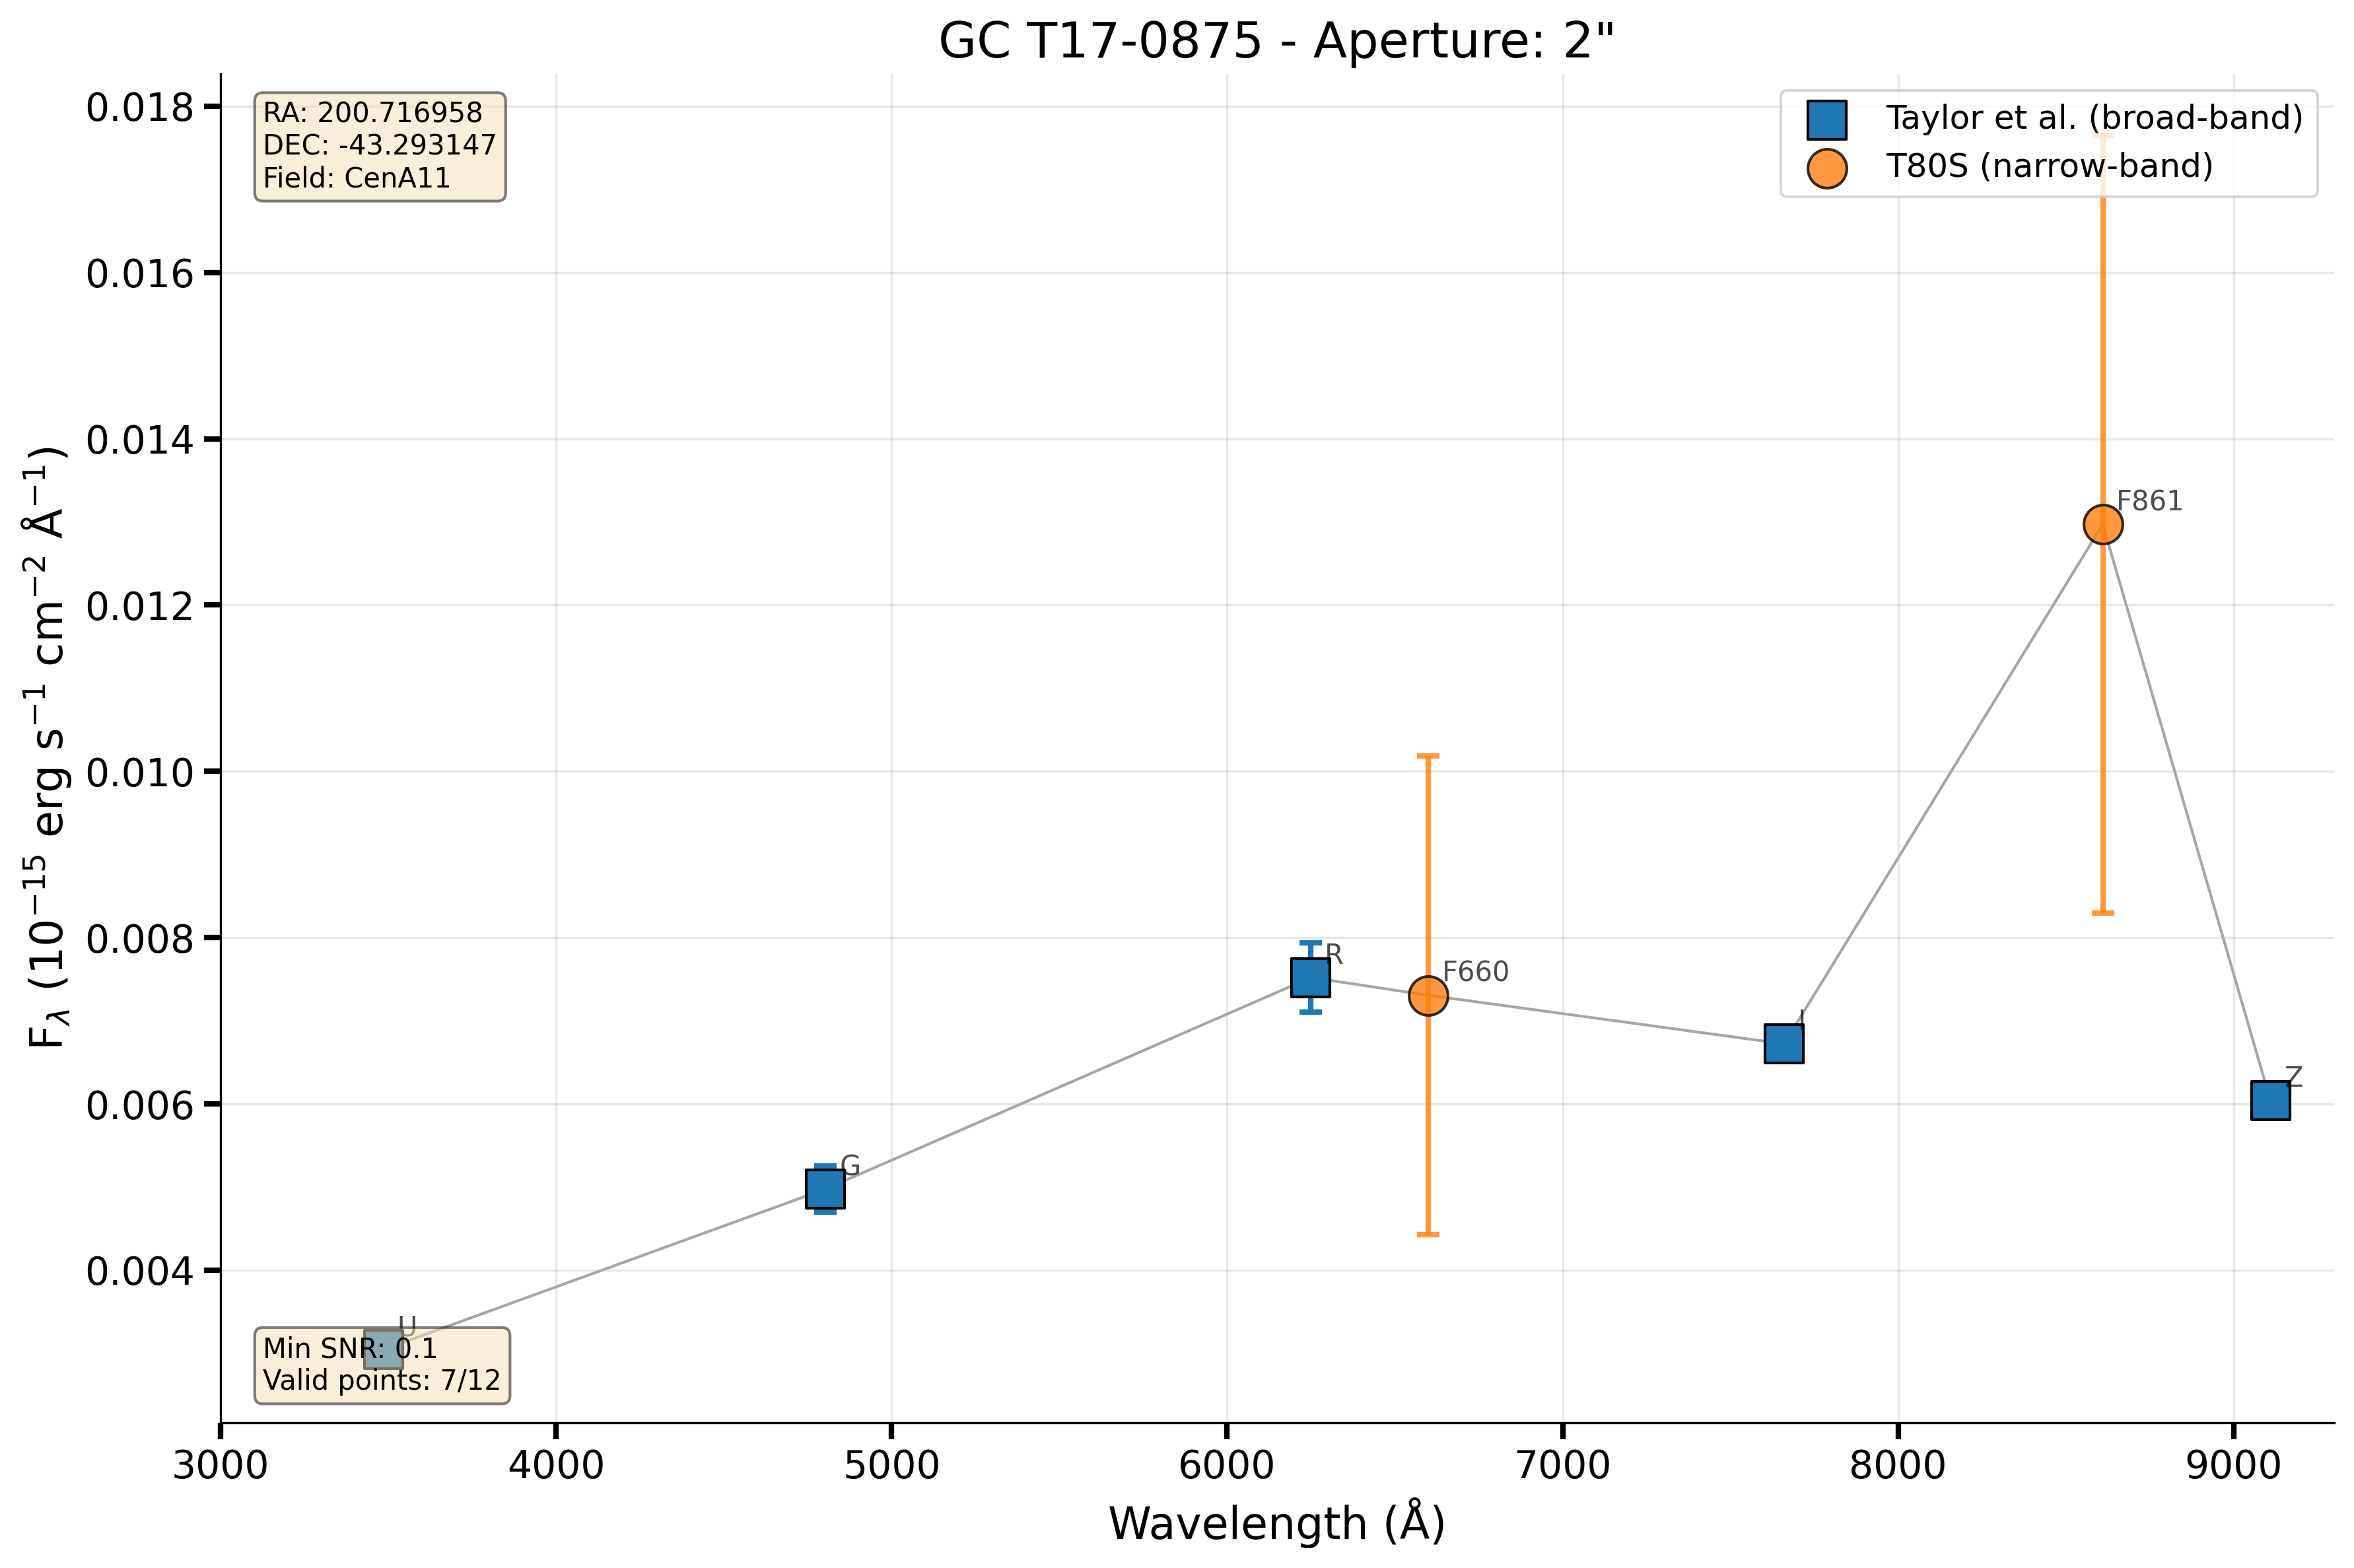 GC T17-0875 - Aperture: 2"
RA: 200.716958
DEC: -43.293147
Field: CenA11
Taylor et al. (broad-band)
T80S (narrow-band)
0.018
0.016
0.014
0.012
0.010
0.008
0.006
0.004
F_λ (10⁻¹⁵ erg s⁻¹ cm⁻² Å⁻¹)
F861
R
F660
I
Z
G
U
Min SNR: 0.1
Valid points: 7/12
3000 4000 5000 6000 7000 8000 9000
Wavelength (Å)